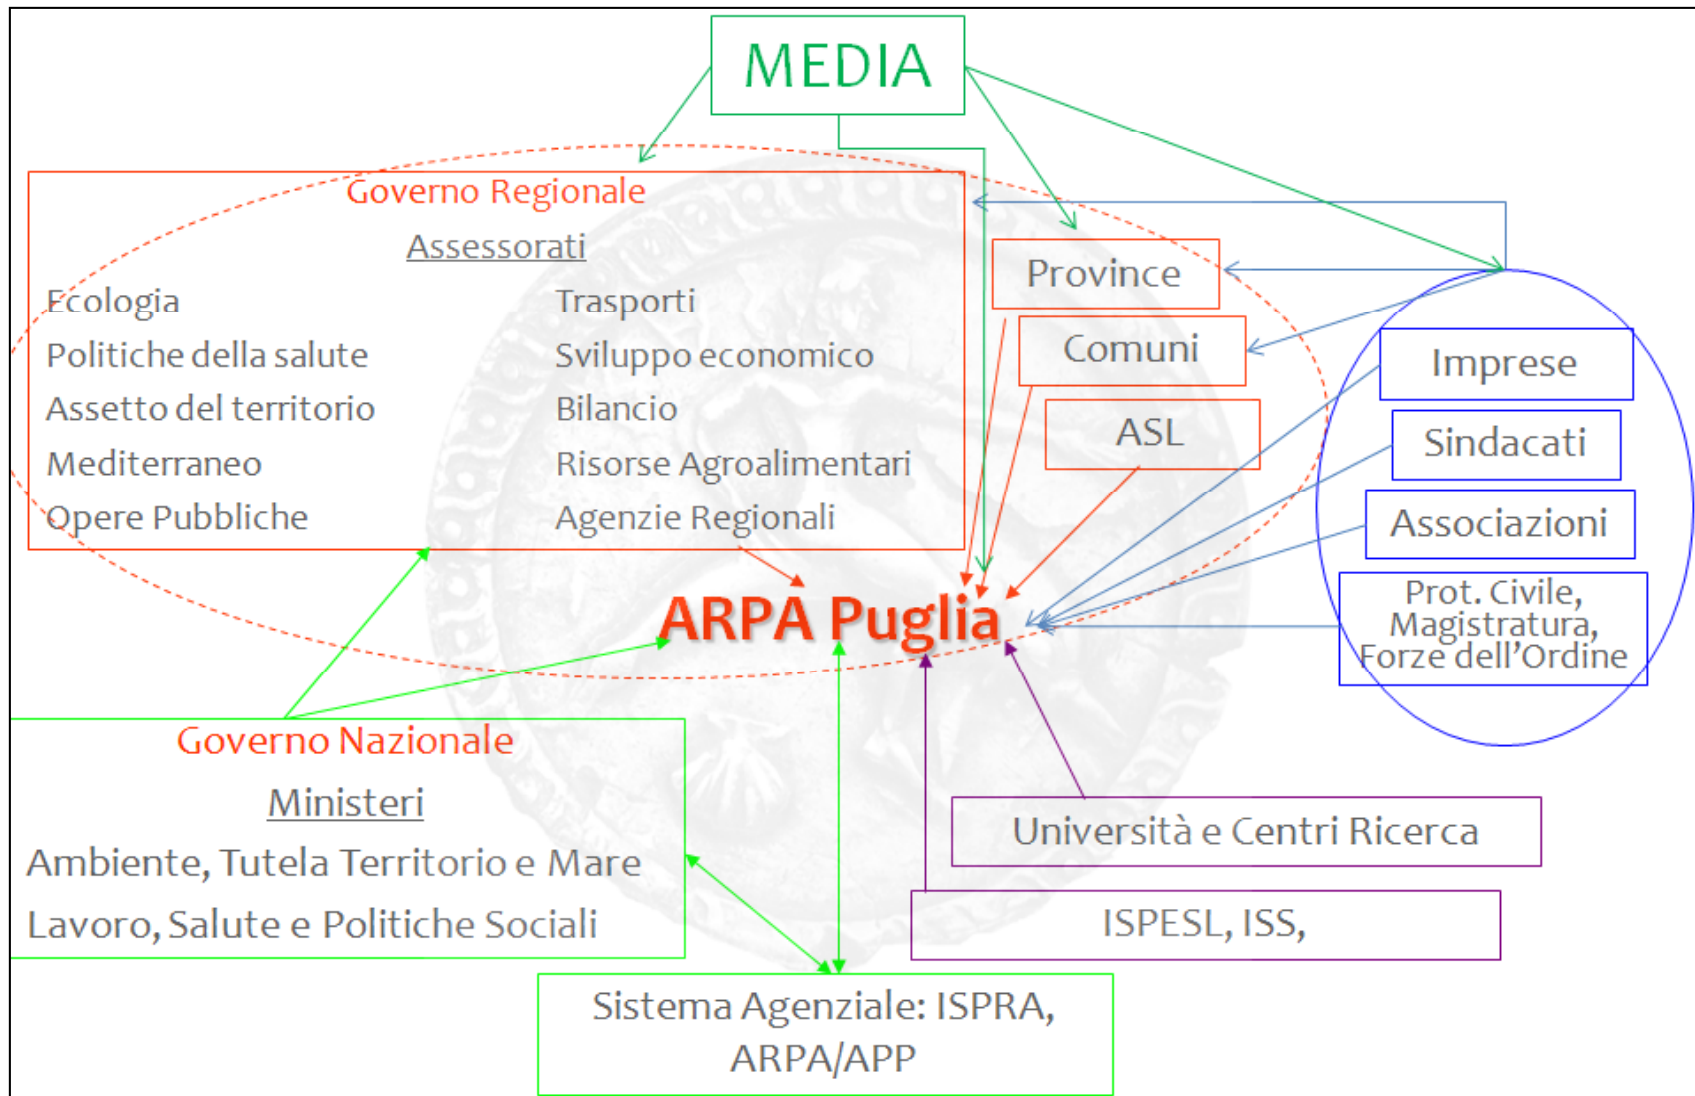 MEDIA
Governo Regionale
Assessorati
Ecologia
Politiche della salute
Assetto del territorio
Mediterraneo
Opere Pubbliche
Trasporti
Sviluppo economico
Bilancio
Risorse Agroalimentari
Agenzie Regionali
Province
Comuni
ASL
Imprese
Sindacati
Associazioni
Prot. Civile,
Magistratura,
Forze dell'Ordine
ARPA Puglia
Governo Nazionale
Ministeri
Ambiente, Tutela Territorio e Mare
Lavoro, Salute e Politiche Sociali
Università e Centri Ricerca
ISPESL, ISS,
Sistema Agenziale: ISPRA,
ARPA/APP